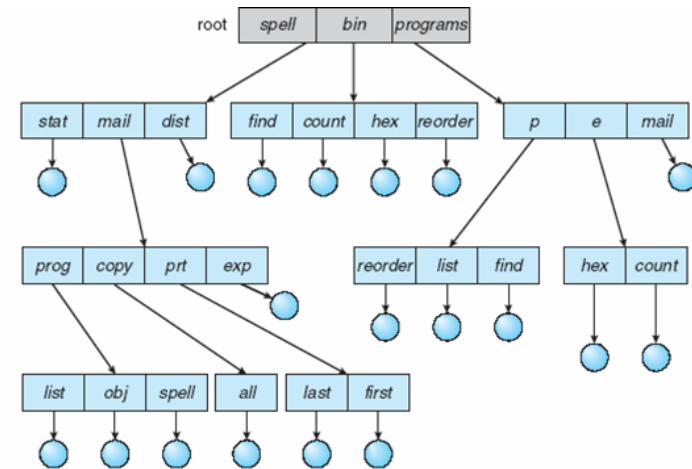 root spell bin programs
stat mail dist find count hex reorder p e mail
prog copy prt exp reorder list find hex count
list obj spell all last first